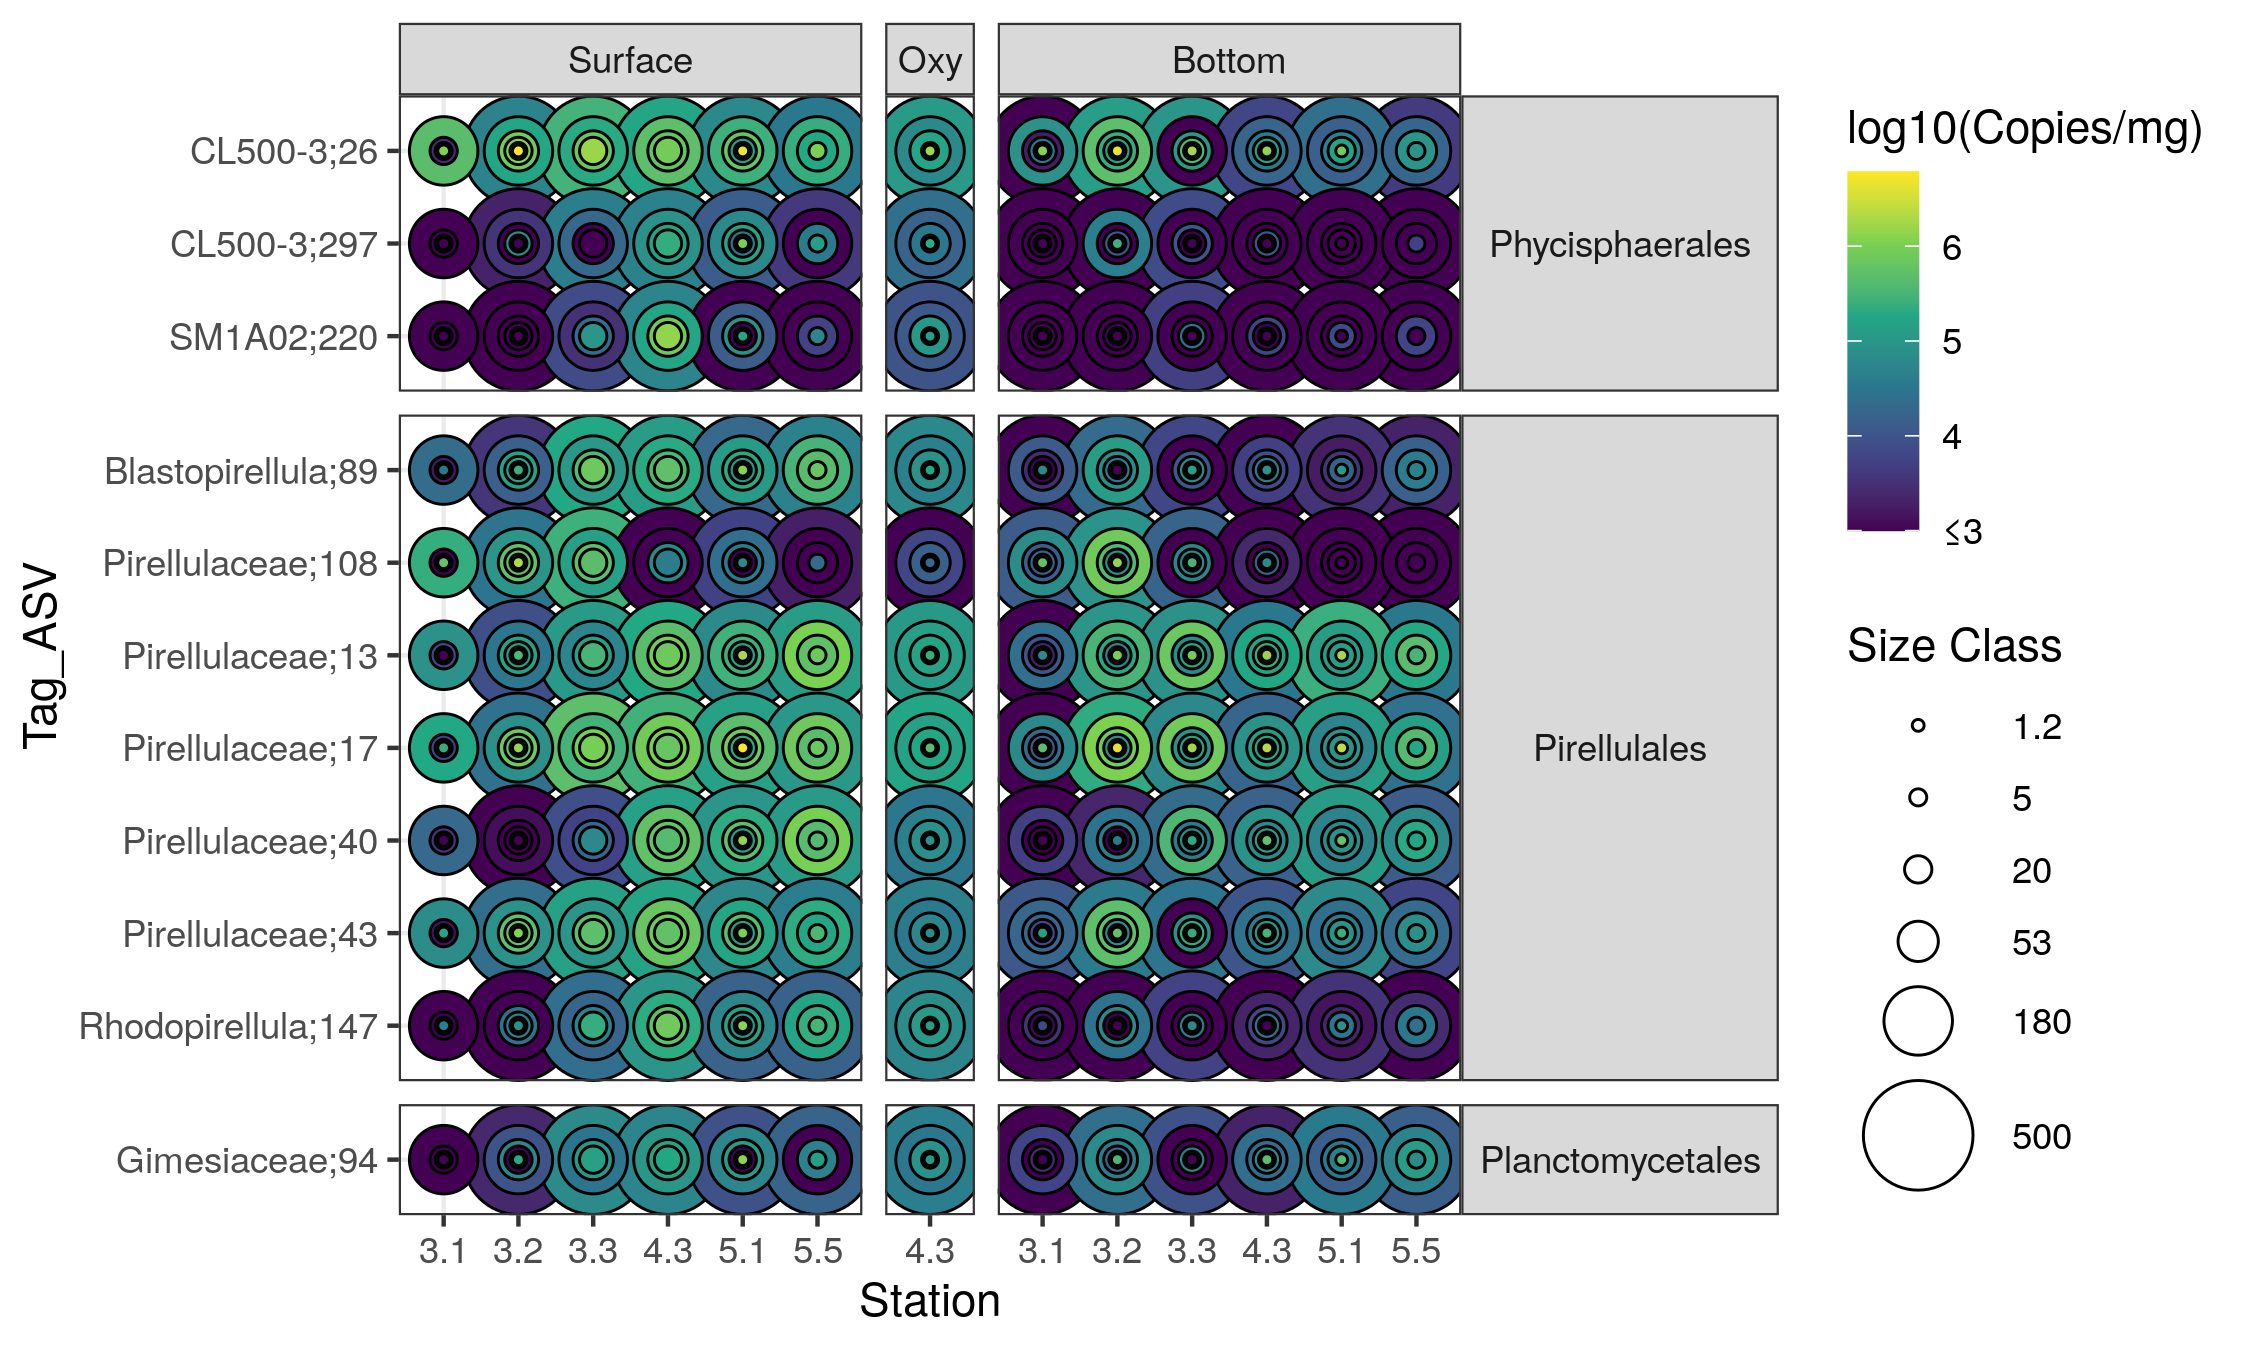 Surface Oxy Bottom
CL500-3;26
CL500-3;297
SM1A02;220
Phycisphaerales
Blastopirellula;89
Pirellulaceae;108
Pirellulaceae;13
Pirellulaceae;17
Pirellulaceae;40
Pirellulaceae;43
Rhodopirellula;147
Pirellulales
Gimesiaceae;94
Planctomycetales
Tag_ASV
3.1 3.2 3.3 4.3 5.1 5.5 4.3 3.1 3.2 3.3 4.3 5.1 5.5
Station
log10(Copies/mg)
6
5
4
≤3
Size Class
1.2
5
20
53
180
500